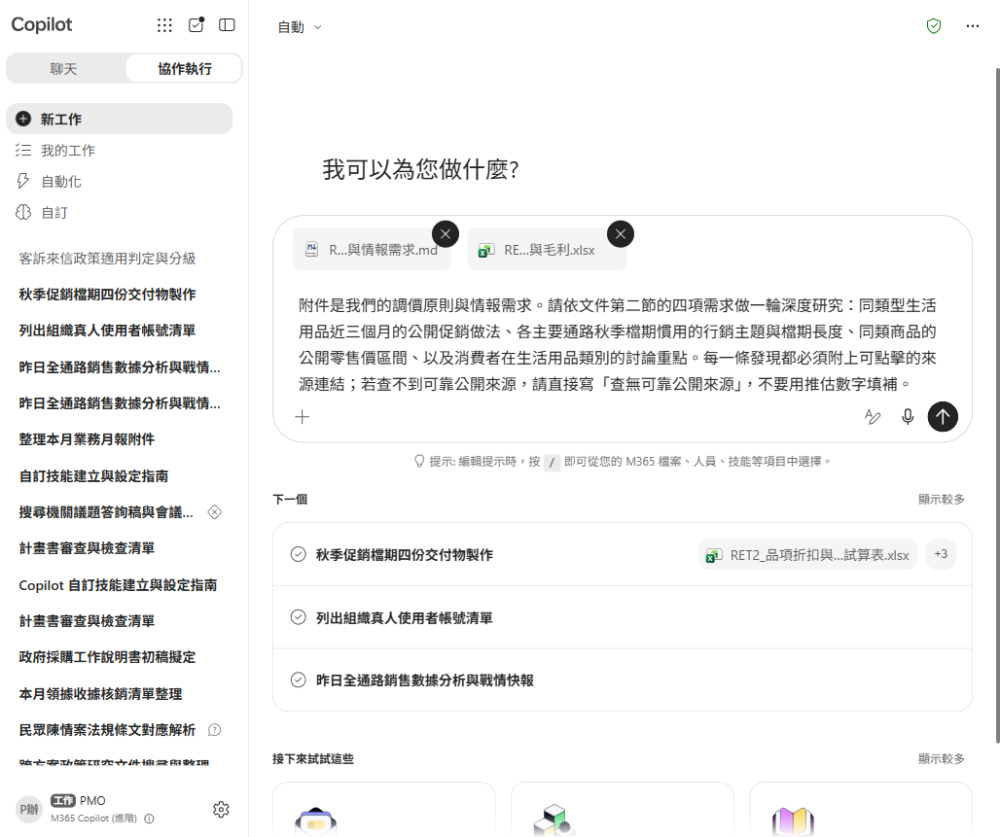 Copilot
聊天
協作執行
新工作
我的工作
自動化
自訂
客訴來信政策適用判定與分級
秋季促銷檔期四份交付物製作
列出組織真人使用者帳號清單
昨日全通路銷售數據分析與戰情...
昨日全通路銷售數據分析與戰情...
整理本月業務月報附件
自訂技能建立與設定指南
搜尋機關議題答詢稿與會議...
計畫書審查與檢查清單
Copilot 自訂技能建立與設定指南
計畫書審查與檢查清單
政府採購工作說明書初稿擬定
本月領據收據核銷清單整理
民眾陳情案法規條文對應解析
跨方案政策研究文件搜尋與整理
P辦
工作 PMO
M365 Copilot (進階)
自動
我可以為您做什麼?
R...與情報需求.md
RE...與毛利.xlsx
附件是我們的調價原則與情報需求。請依文件第二節的四項需求做一輪深度研究：同類型生活
用品近三個月的公開促銷做法、各主要通路秋季檔期慣用的行銷主題與檔期長度、同類商品的
公開零售價區間、以及消費者在生活用品類別的討論重點。每一條發現都必須附上可點擊的來
源連結；若查不到可靠公開來源，請直接寫「查無可靠公開來源」，不要用推估數字填補。
提示: 編輯提示時，按 / 即可從您的 M365 檔案、人員、技能等項目中選擇。
下一個
顯示較多
秋季促銷檔期四份交付物製作
RET2_品項折扣與...試算表.xlsx
+3
列出組織真人使用者帳號清單
昨日全通路銷售數據分析與戰情快報
接下來試試這些
顯示較多